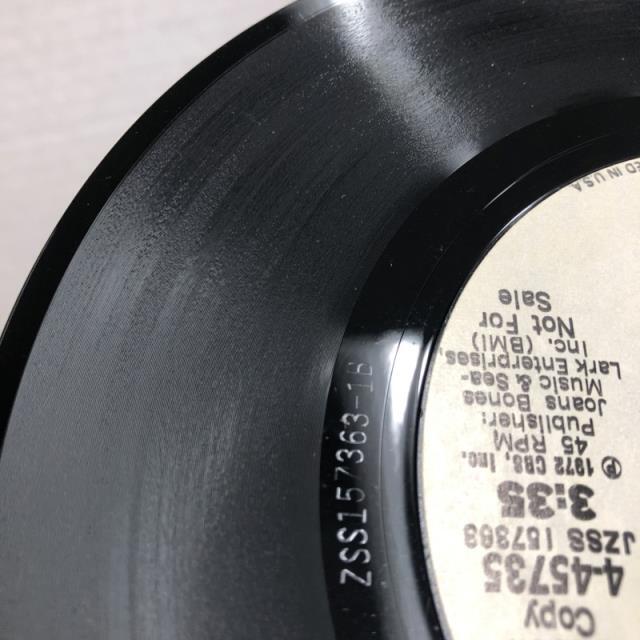 Copy
4-45735
JZSS 157363
3:35
℗ 1972 CBS, Inc.
45 RPM
Publisher:
Joans Bones
Music & Sea-
Lark Enterprises,
Inc. (BMI)
Not For
Sale
ED IN U.S.A.
ZSS157363-1B